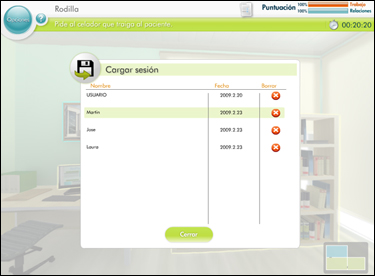 Opciones
?
Rodilla
Puntuación
100% Trabajo
100% Relaciones
Pide al celador que traiga al paciente.
00:20:20
Cargar sesión
Nombre Fecha Borrar
USUARIO 2009.2.20
Martin 2009.2.23
Jose 2009.2.23
Laura 2009.2.23
Cerrar